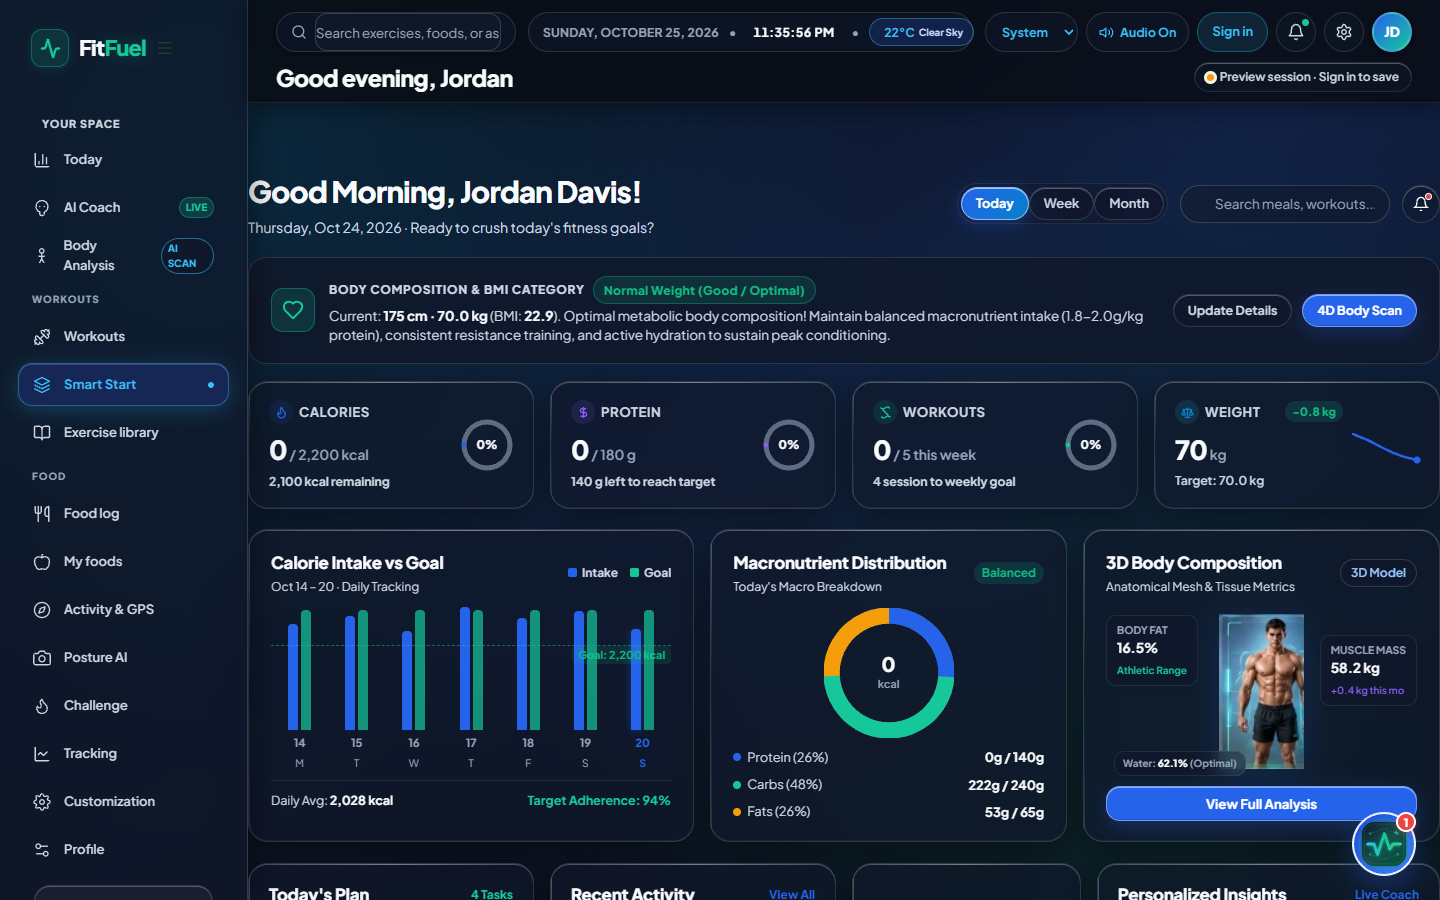 FitFuel
Search exercises, foods, or as
SUNDAY, OCTOBER 25, 2026
11:35:56 PM
22°C Clear Sky
System
Audio On
Sign in
JD
Good evening, Jordan
Preview session · Sign in to save
YOUR SPACE
Today
AI Coach
LIVE
Body
Analysis
AI
SCAN
WORKOUTS
Workouts
Smart Start
Exercise library
FOOD
Food log
My foods
Activity & GPS
Posture AI
Challenge
Tracking
Customization
Profile
Good Morning, Jordan Davis!
Thursday, Oct 24, 2026 · Ready to crush today's fitness goals?
Today
Week
Month
Search meals, workouts...
BODY COMPOSITION & BMI CATEGORY
Normal Weight (Good / Optimal)
Current: 175 cm · 70.0 kg (BMI: 22.9). Optimal metabolic body composition! Maintain balanced macronutrient intake (1.8–2.0g/kg
protein), consistent resistance training, and active hydration to sustain peak conditioning.
Update Details
4D Body Scan
CALORIES
0 / 2,200 kcal
2,100 kcal remaining
0%
PROTEIN
0 / 180 g
140 g left to reach target
0%
WORKOUTS
0 / 5 this week
4 session to weekly goal
0%
WEIGHT
−0.8 kg
70 kg
Target: 70.0 kg
Calorie Intake vs Goal
Oct 14 – 20 · Daily Tracking
Intake
Goal
Goal: 2,200 kcal
14 15 16 17 18 19 20
M T W T F S S
Daily Avg: 2,028 kcal
Target Adherence: 94%
Macronutrient Distribution
Today's Macro Breakdown
Balanced
0
kcal
Protein (26%)
0g / 140g
Carbs (48%)
222g / 240g
Fats (26%)
53g / 65g
3D Body Composition
Anatomical Mesh & Tissue Metrics
3D Model
BODY FAT
16.5%
Athletic Range
MUSCLE MASS
58.2 kg
+0.4 kg this mo
Water: 62.1% (Optimal)
View Full Analysis
1
Today's Plan
4 Tasks
Recent Activity
View All
Personalized Insights
Live Coach